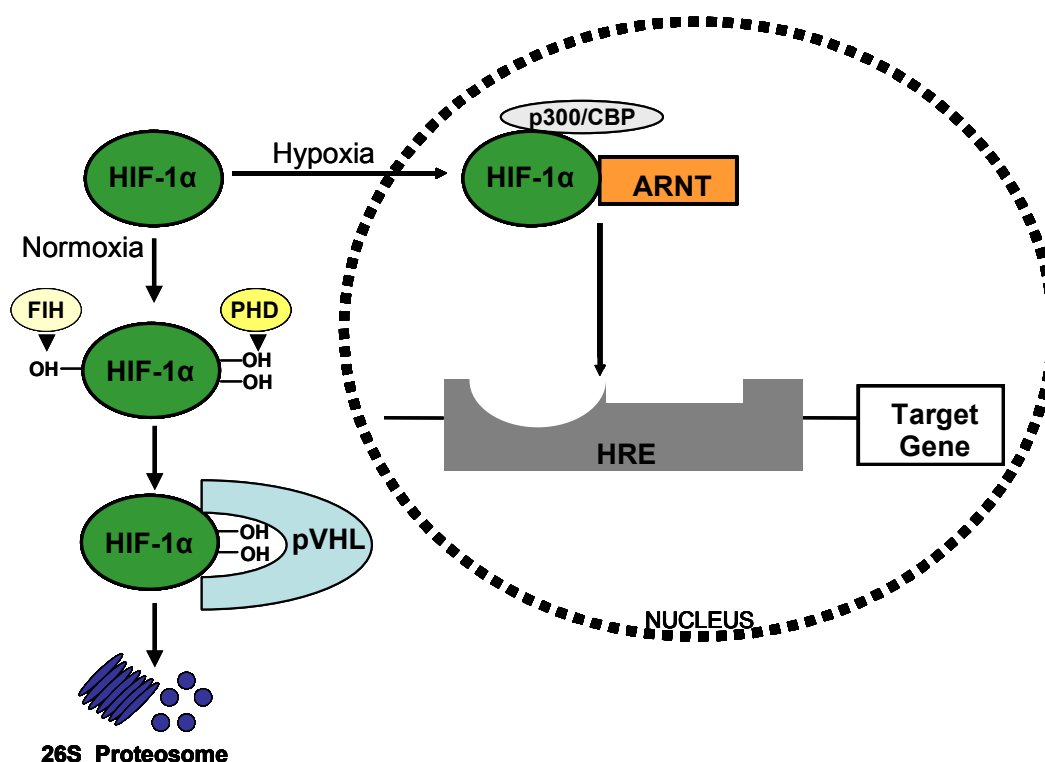 p300/CBP
HIF-1α
Hypoxia
HIF-1α
ARNT
Normoxia
FIH
PHD
OH
HIF-1α
OH
OH
Target
Gene
HRE
HIF-1α
OH
OH
pVHL
NUCLEUS
26S Proteosome